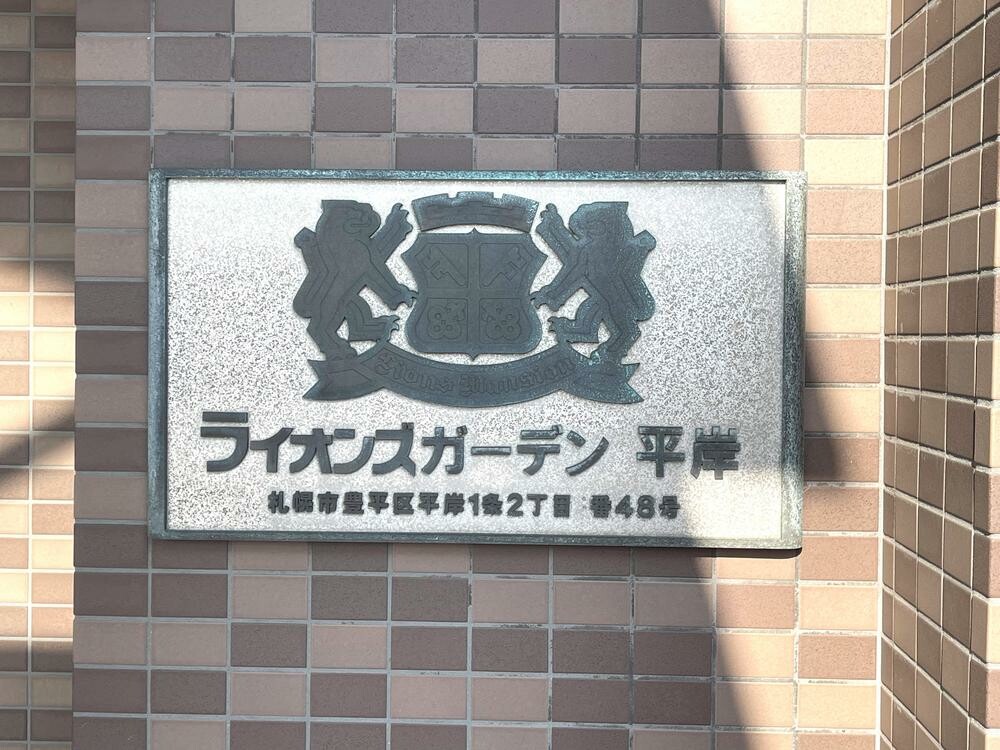 Lions Mansion
ライオンズガーデン 平岸
札幌市豊平区平岸1条2丁目 番48号